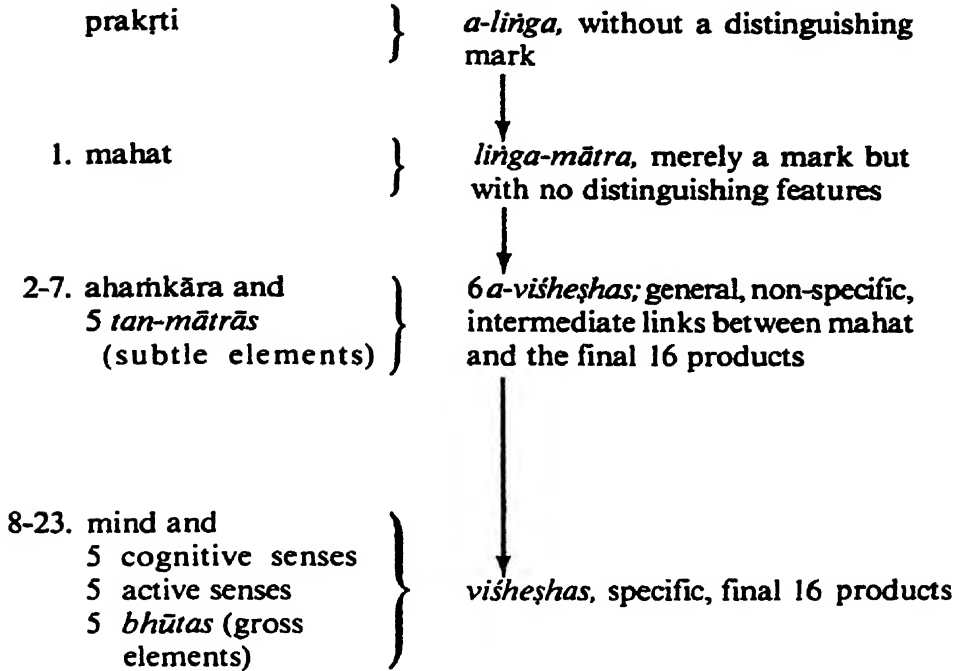 prakṛti
a-liṅga, without a distinguishing
mark
1. mahat
liṅga-mātra, merely a mark but
with no distinguishing features
2-7. ahaṁkāra and
5 tan-mātrās
(subtle elements)
6 a-viśheṣhas; general, non-specific,
intermediate links between mahat
and the final 16 products
8-23. mind and
5 cognitive senses
5 active senses
5 bhūtas (gross
elements)
viśheṣhas, specific, final 16 products